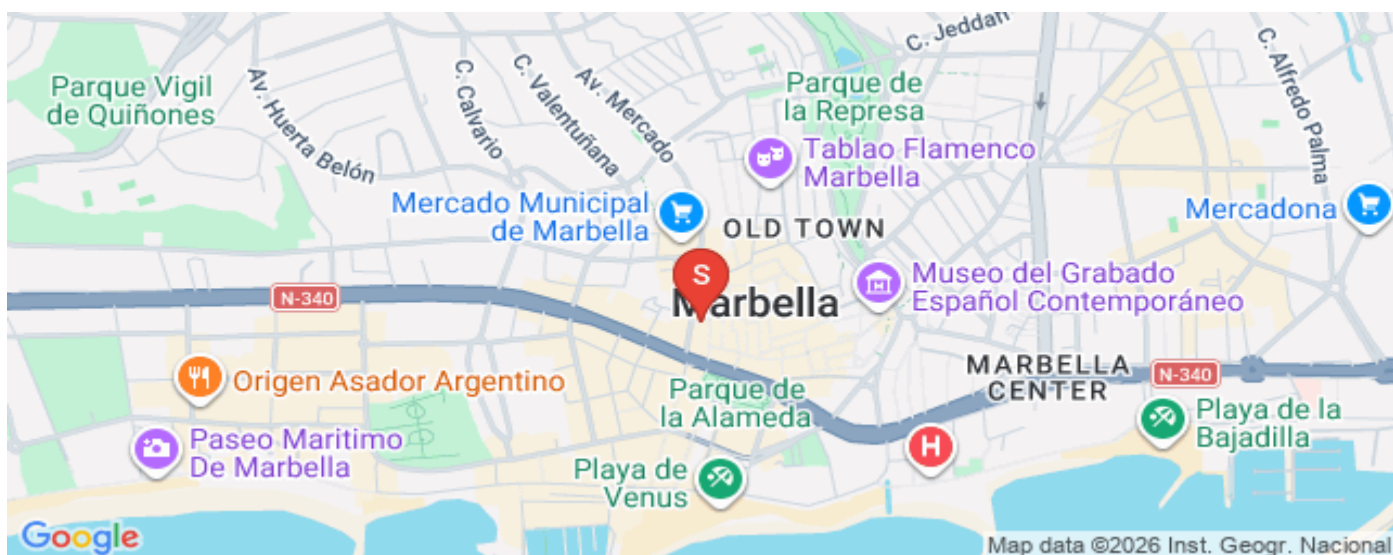 C. Jeddah
C. Alfredo Palma
Parque Vigil
de Quiñones
Av. Huerta Belón
C. Calvario
C. Valentuñana
Av. Mercado
Parque de
la Represa
Tablao Flamenco
Marbella
Mercado Municipal
de Marbella
OLD TOWN
Mercadona
S
Marbella
Museo del Grabado
Español Contemporáneo
N-340
MARBELLA
CENTER
N-340
Origen Asador Argentino
Parque de
la Alameda
Playa de la
Bajadilla
Paseo Maritimo
De Marbella
H
Playa de
Venus
Google
Map data ©2026 Inst. Geogr. Nacional